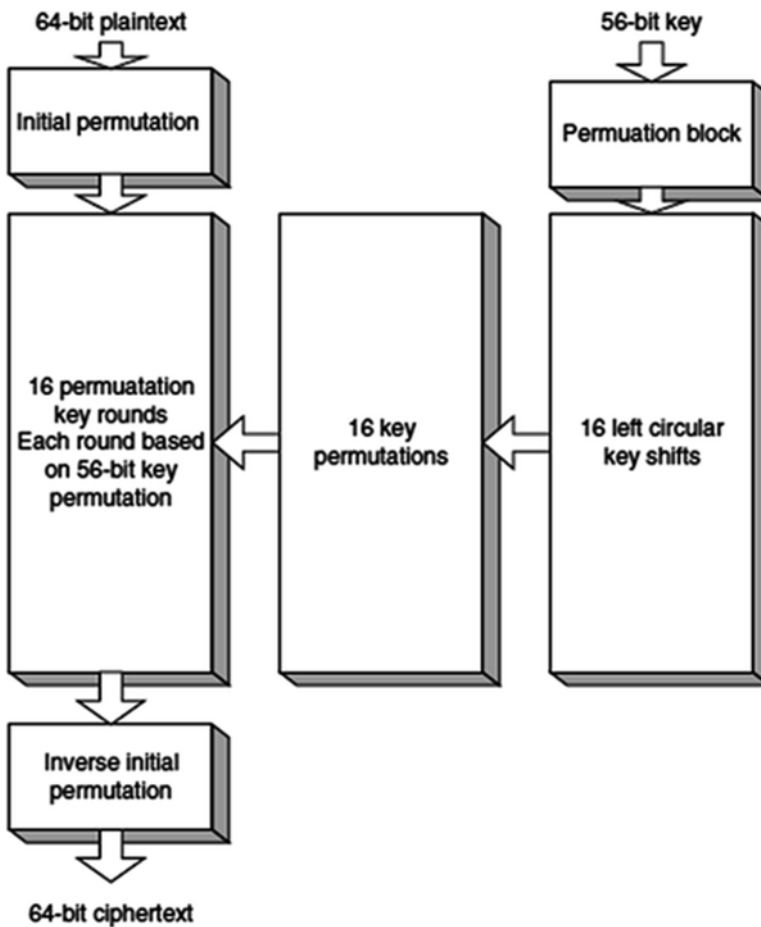 64-bit plaintext
56-bit key
Initial permutation
Permuation block
16 permuatation
key rounds
Each round based
on 56-bit key
permutation
16 key
permutations
16 left circular
key shifts
Inverse initial
permutation
64-bit ciphertext